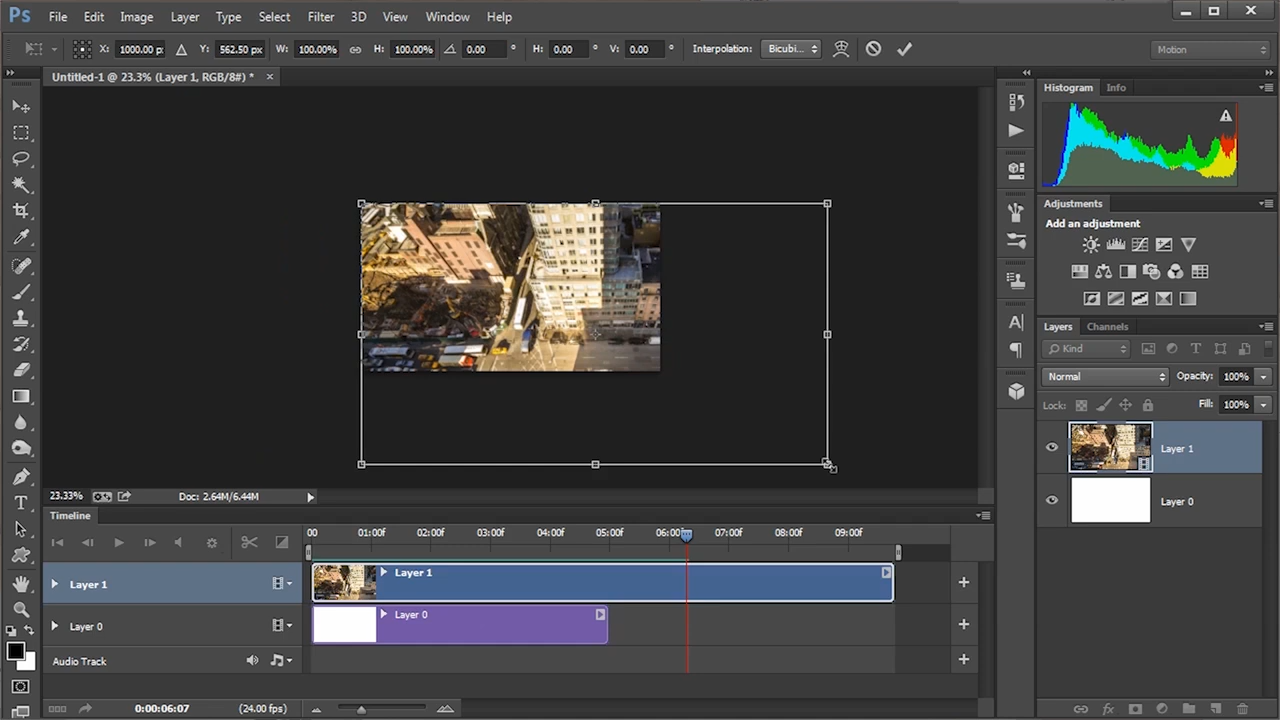 Ps File Edit Image Layer Type Select Filter 3D View Window Help
X: 1000.00 px Y: 562.50 px W: 100.00% H: 100.00% 0.00 ° H: 0.00 ° V: 0.00 ° Interpolation: Bicubi... Motion
Untitled-1 @ 23.3% (Layer 1, RGB/8#) * ×
Histogram Info
Adjustments
Add an adjustment
Layers Channels
Kind
Normal Opacity: 100%
Lock: Fill: 100%
Layer 1
Layer 0
23.33% Doc: 2.64M/6.44M
Timeline
00 01:00f 02:00f 03:00f 04:00f 05:00f 06:00f 07:00f 08:00f 09:00f
Layer 1 Layer 1
Layer 0 Layer 0
Audio Track
0:00:06:07 (24.00 fps)